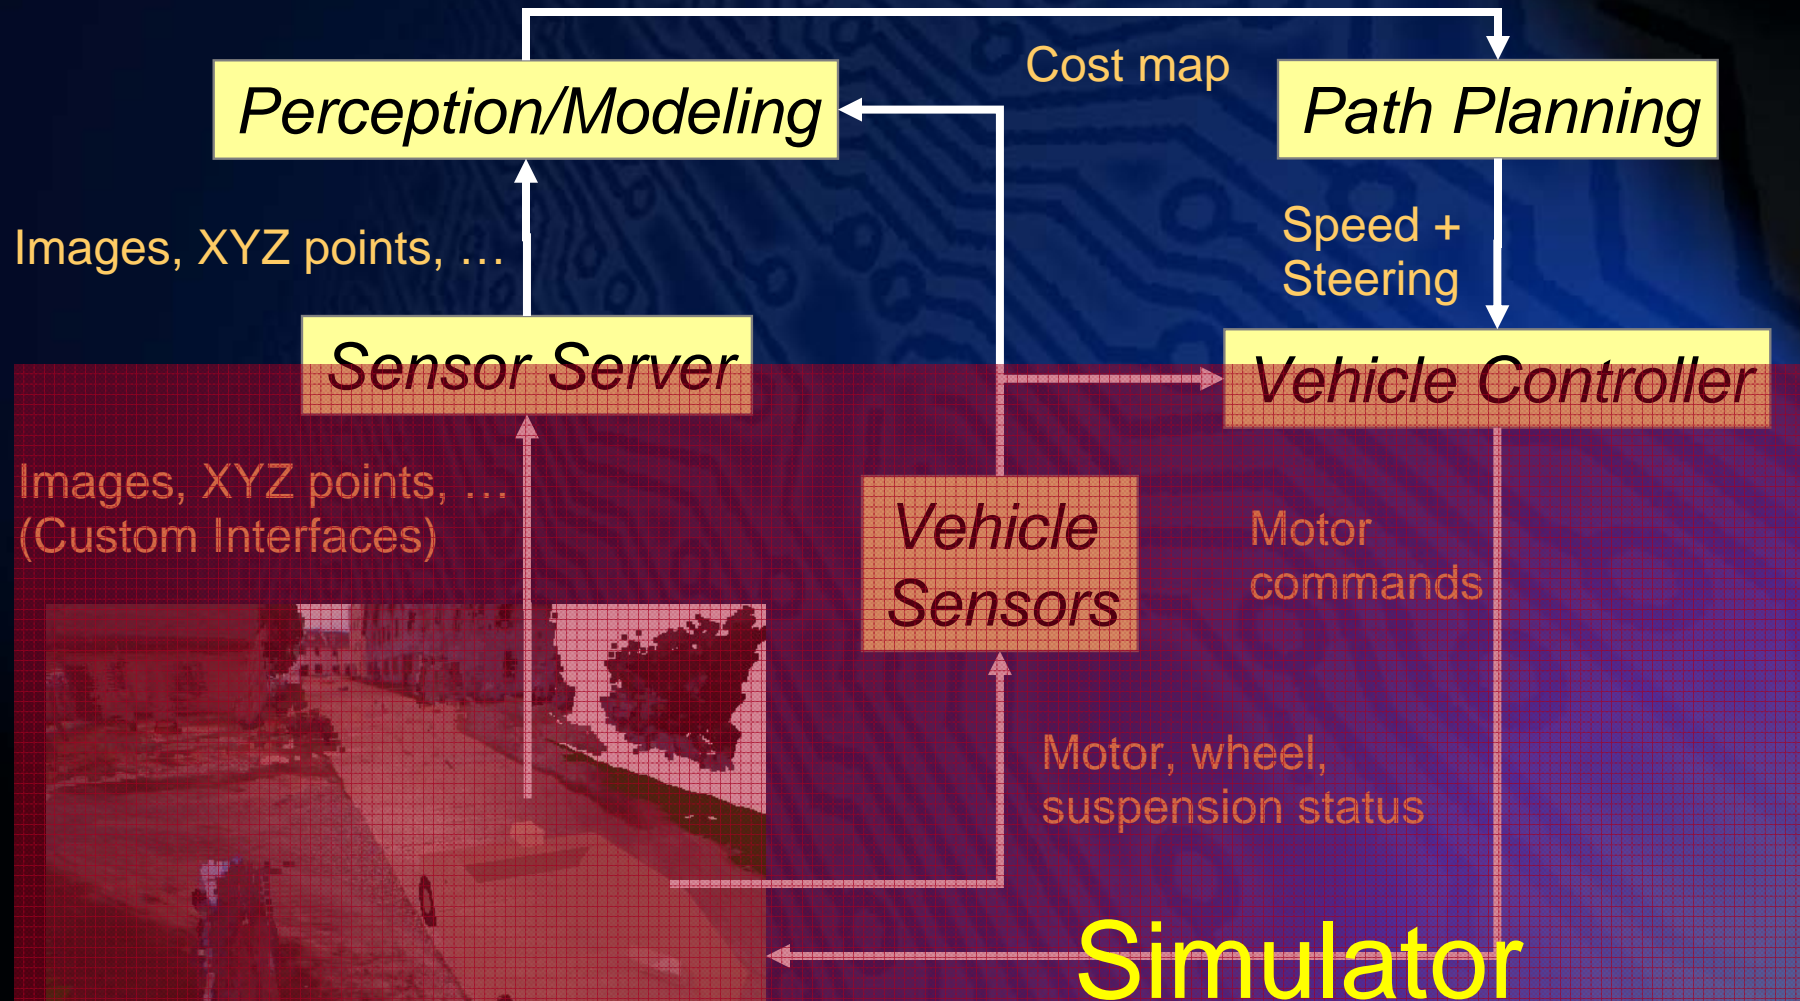 Cost map
Perception/Modeling
Path Planning
Images, XYZ points, …
Speed +
Steering
Sensor Server
Vehicle Controller
Images, XYZ points, …
(Custom Interfaces)
Vehicle
Sensors
Motor
commands
Motor, wheel,
suspension status
Simulator